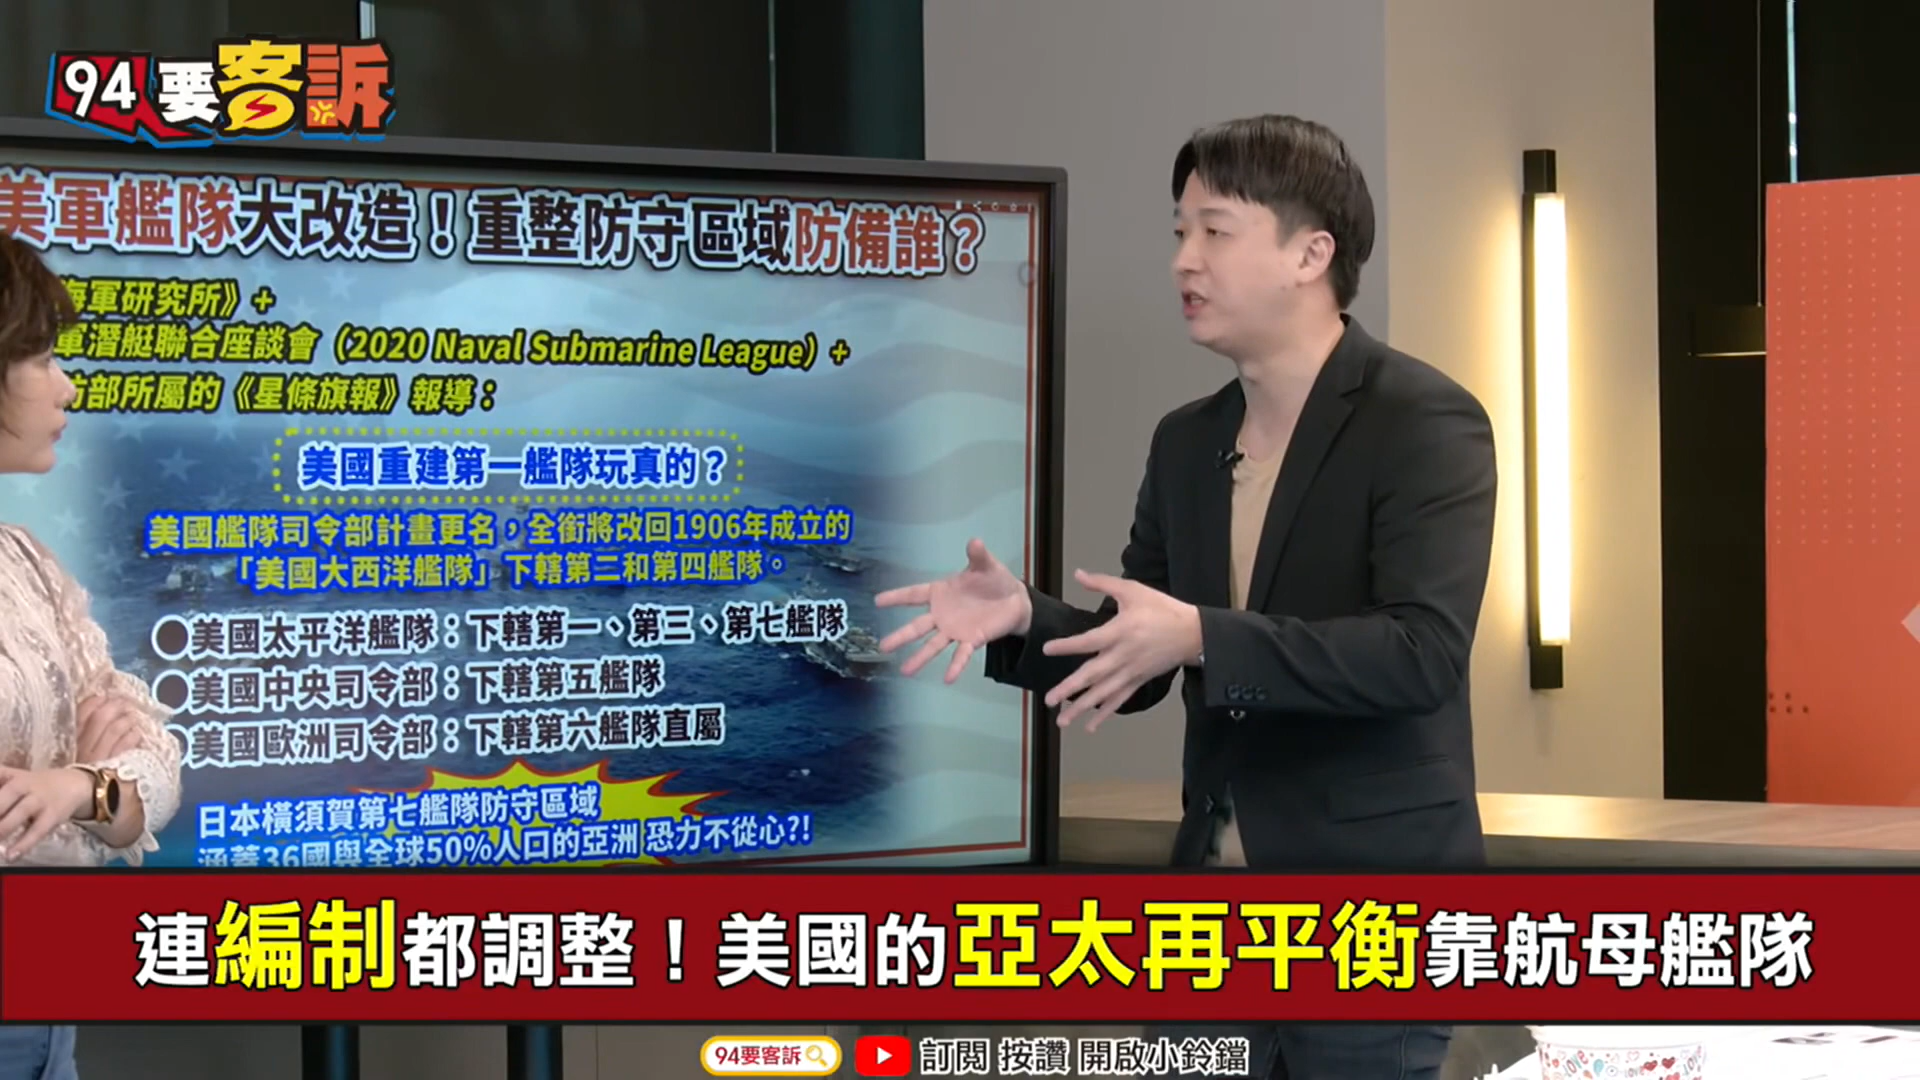 94要客訴
美軍艦隊大改造！重整防守區域防備誰？
海軍研究所》+
軍潛艇聯合座談會（2020 Naval Submarine League）+
防部所屬的《星條旗報》報導：
美國重建第一艦隊玩真的？
美國艦隊司令部計畫更名，全銜將改回1906年成立的
「美國大西洋艦隊」下轄第二和第四艦隊。
●美國太平洋艦隊：下轄第一、第三、第七艦隊
●美國中央司令部：下轄第五艦隊
●美國歐洲司令部：下轄第六艦隊直屬
日本橫須賀第七艦隊防守區域
涵蓋36國與全球50%人口的亞洲 恐力不從心?!
連編制都調整！美國的亞太再平衡靠航母艦隊
94要客訴
訂閱 按讚 開啟小鈴鐺